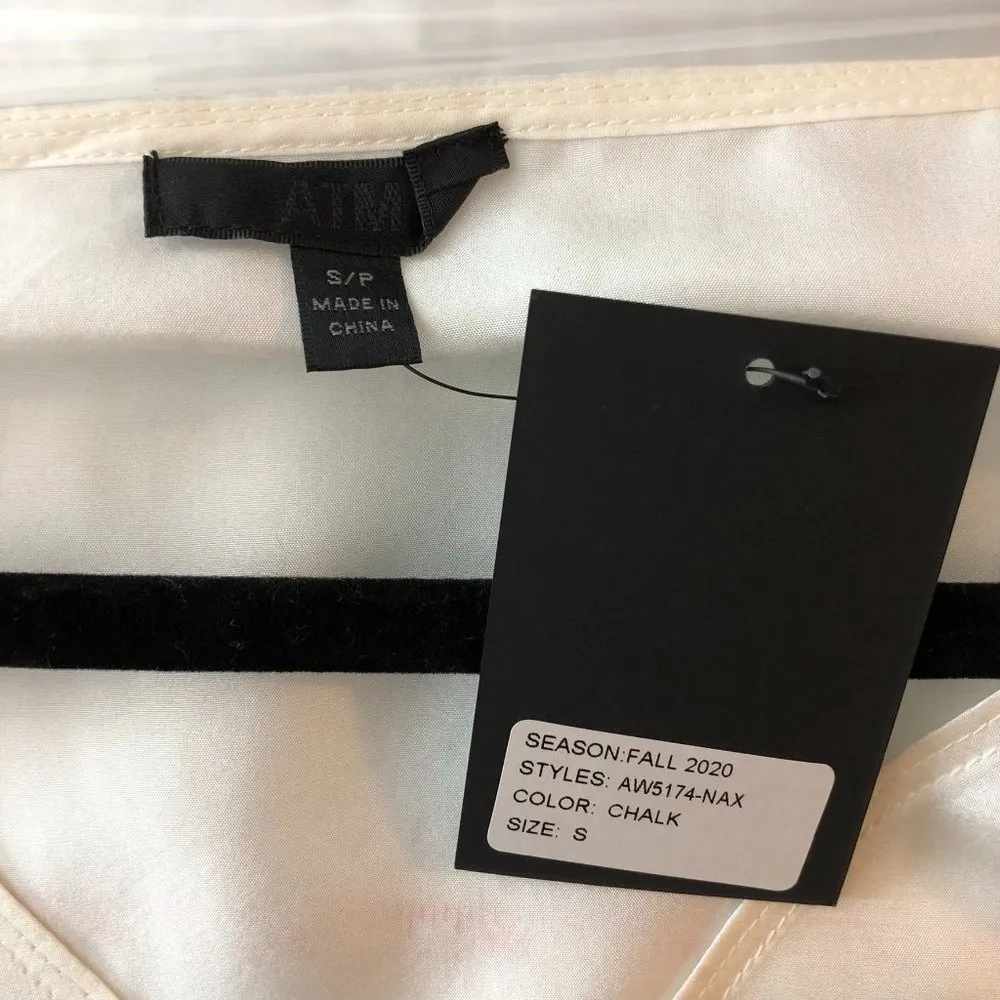 ATM
S/P
MADE IN
CHINA
SEASON:FALL 2020
STYLES: AW5174-NAX
COLOR: CHALK
SIZE: S